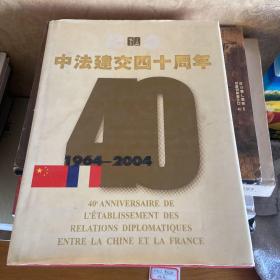 中法建交四十周年
40
1964-2004
40e ANNIVERSAIRE DE
L'ÉTABLISSEMENT DES
RELATIONS DIPLOMATIQUES
ENTRE LA CHINE ET LA FRANCE